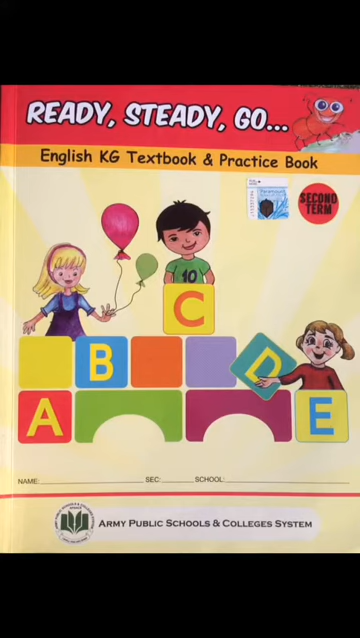 READY, STEADY, GO...
English KG Textbook & Practice Book
SECOND
TERM
10
C
B
D
A
E
NAME:
SEC:
SCHOOL:
ARMY PUBLIC SCHOOLS & COLLEGES SYSTEM